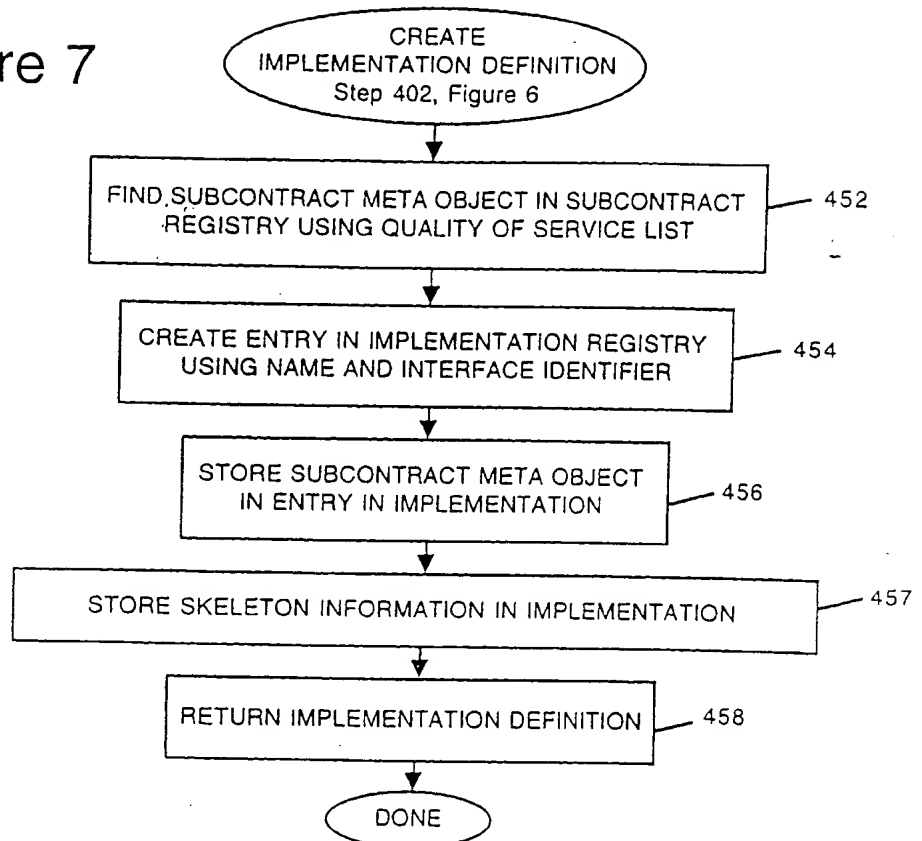 re 7
CREATE
IMPLEMENTATION DEFINITION
Step 402, Figure 6
FIND SUBCONTRACT META OBJECT IN SUBCONTRACT
REGISTRY USING QUALITY OF SERVICE LIST
452
CREATE ENTRY IN IMPLEMENTATION REGISTRY
USING NAME AND INTERFACE IDENTIFIER
454
STORE SUBCONTRACT META OBJECT
IN ENTRY IN IMPLEMENTATION
456
STORE SKELETON INFORMATION IN IMPLEMENTATION
457
RETURN IMPLEMENTATION DEFINITION
458
DONE